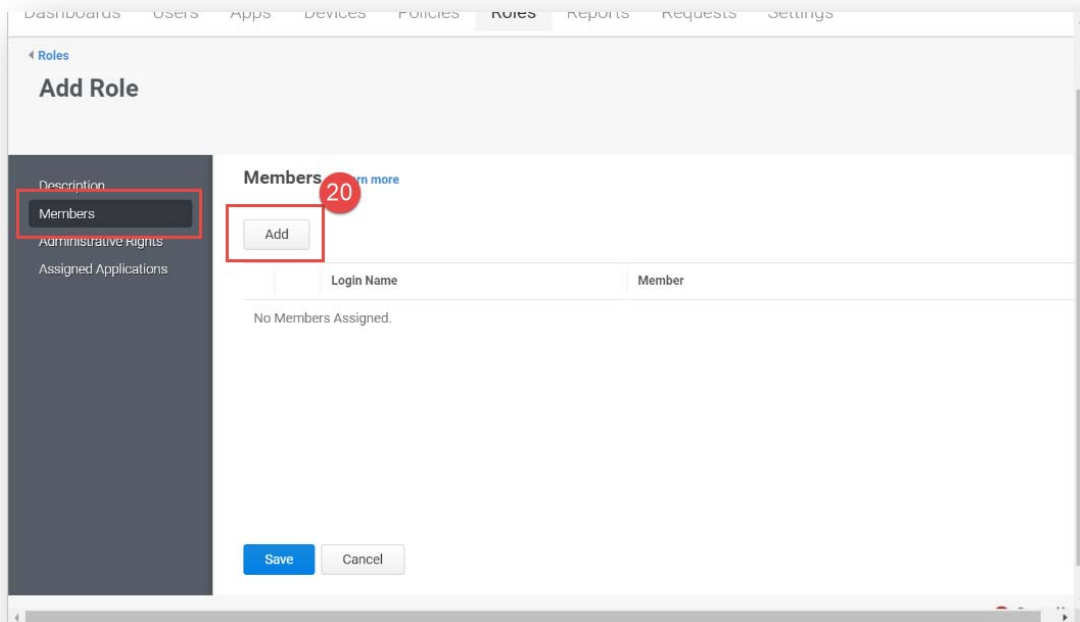 Dashboards Users Apps Devices Policies Roles Reports Requests Settings
Roles
Add Role
Description
Members
Administrative Rights
Assigned Applications
Members rn more
20
Add
Login Name Member
No Members Assigned.
Save Cancel